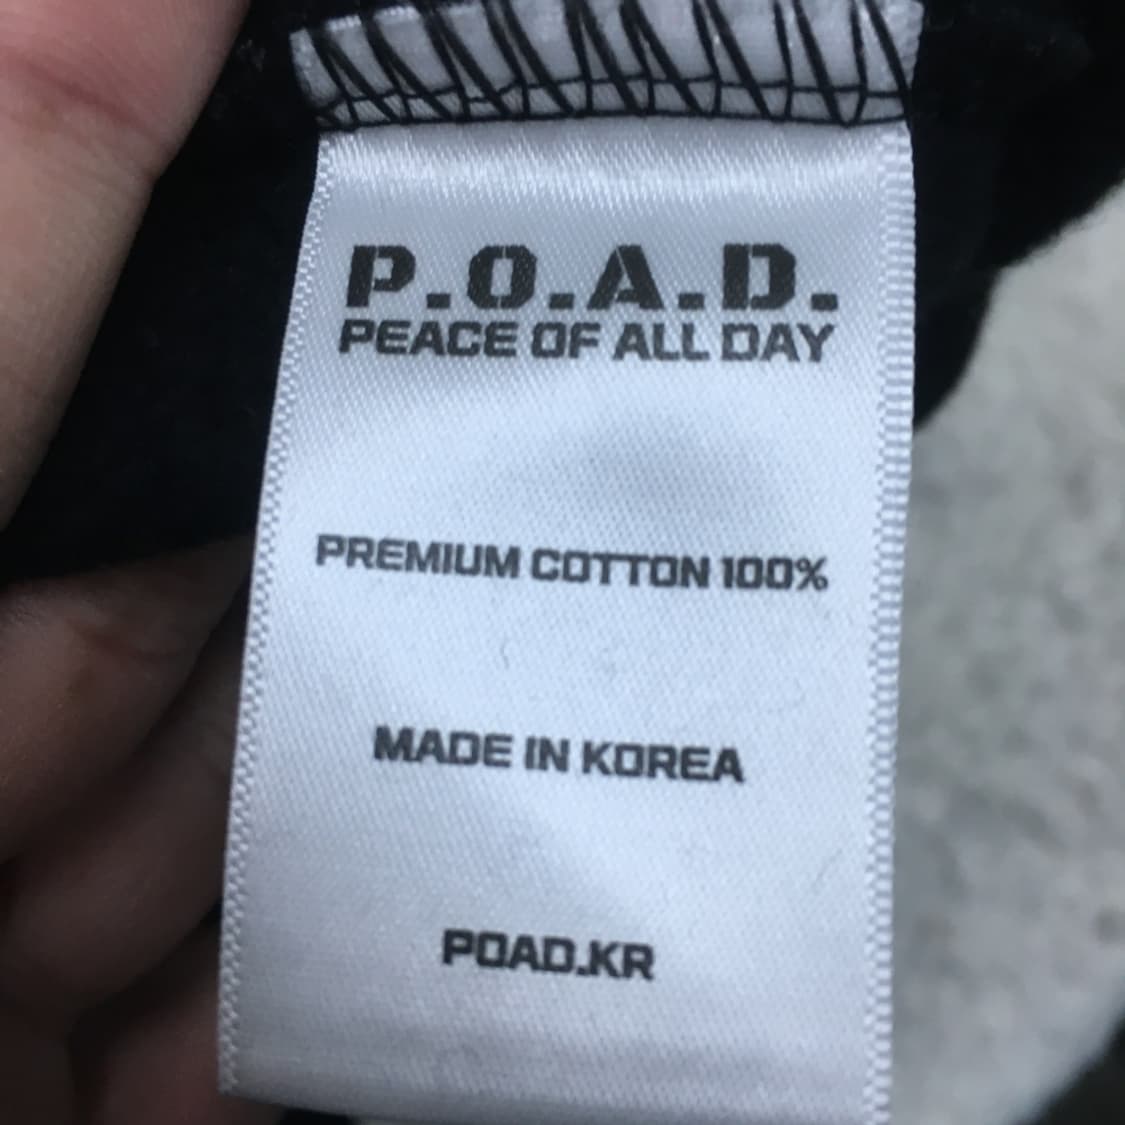 P.O.A.D.
PEACE OF ALL DAY
PREMIUM COTTON 100%
MADE IN KOREA
POAD.KR